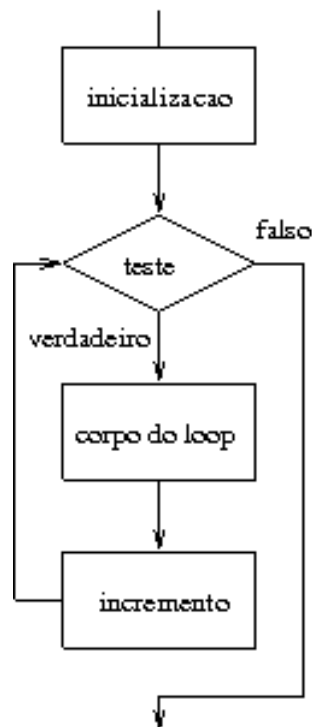 inicializacao
falso
teste
verdadeiro
corpo do loop
incremento